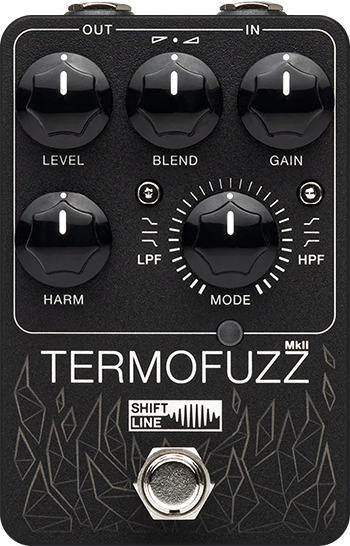 OUT IN
LEVEL BLEND GAIN
LPF HPF
HARM MODE
MkII
TERMOFUZZ
SHIFT
LINE